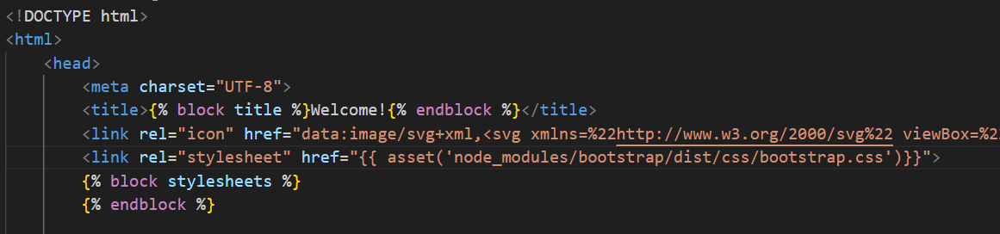 <!DOCTYPE html>
<html>
<head>
<meta charset="UTF-8">
<title>{% block title %}Welcome!{% endblock %}</title>
<link rel="icon" href="data:image/svg+xml,<svg xmlns=%22http://www.w3.org/2000/svg%22 viewBox=%2
<link rel="stylesheet" href="{{ asset('node_modules/bootstrap/dist/css/bootstrap.css')}}">
{% block stylesheets %}
{% endblock %}